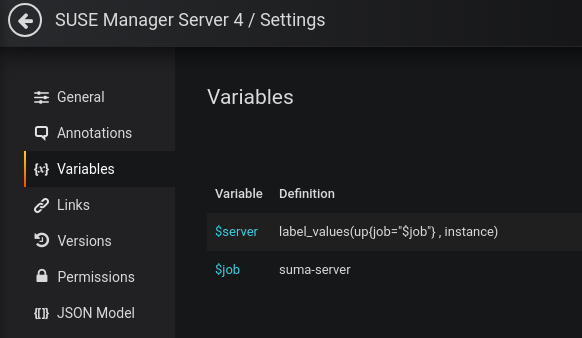 SUSE Manager Server 4 / Settings
General
Annotations
Variables
Links
Versions
Permissions
JSON Model
Variables
Variable Definition
$server label_values(up{job="$job"} , instance)
$job suma-server